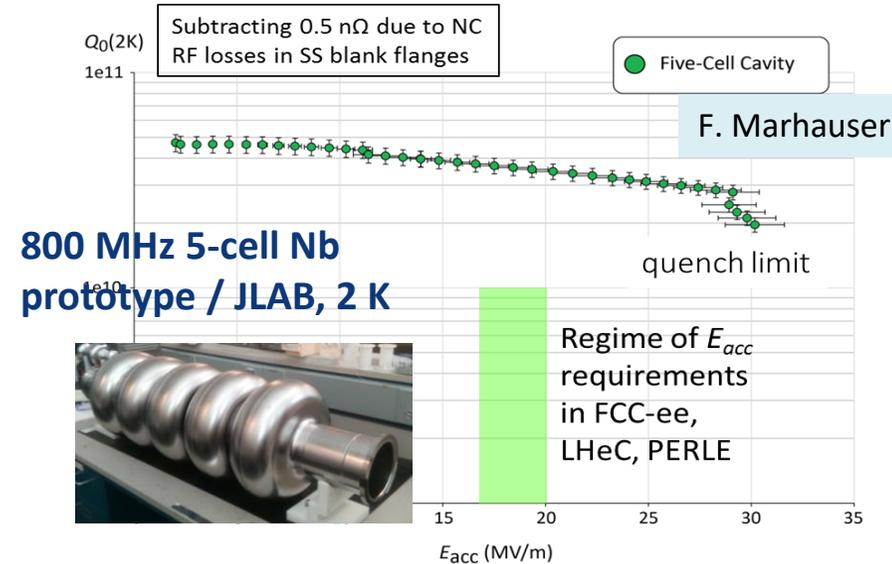 Subtracting 0.5 nΩ due to NC
RF losses in SS blank flanges
Q0(2K)
1e11
Five-Cell Cavity
F. Marhauser
800 MHz 5-cell Nb
prototype / JLAB, 2 K
quench limit
1e10
Regime of Eacc
requirements
in FCC-ee,
LHeC, PERLE
15 20 25 30 35
Eacc (MV/m)